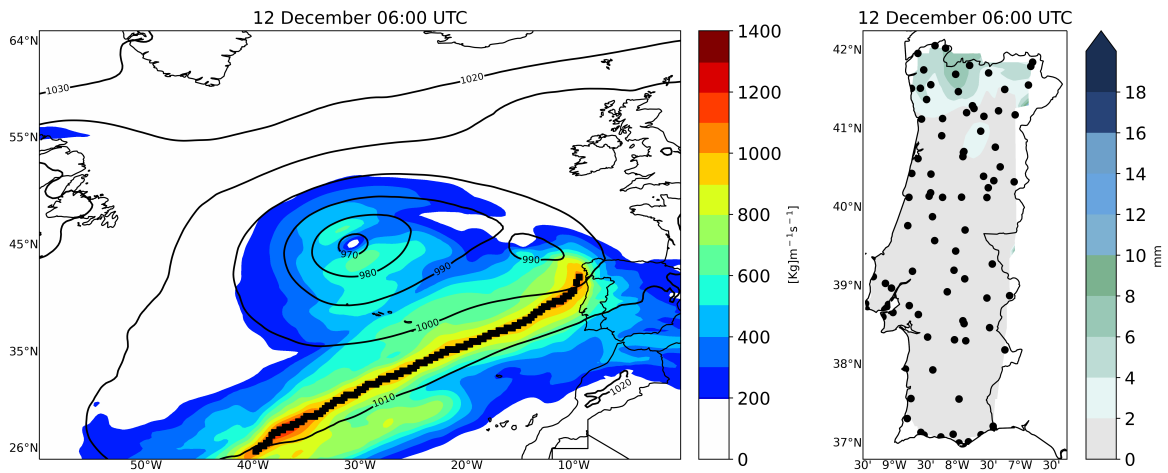 12 December 06:00 UTC
64°N
55°N
45°N
35°N
26°N
50°W
40°W
30°W
20°W
10°W
1030
1020
970
980
990
990
1000
1010
1020
1400
1200
1000
800
600
400
200
0
[Kgm⁻¹s⁻¹]
12 December 06:00 UTC
42°N
41°N
40°N
39°N
38°N
37°N
30'
9°W
30'
8°W
30'
7°W
30'
18
16
14
12
10
8
6
4
2
0
mm